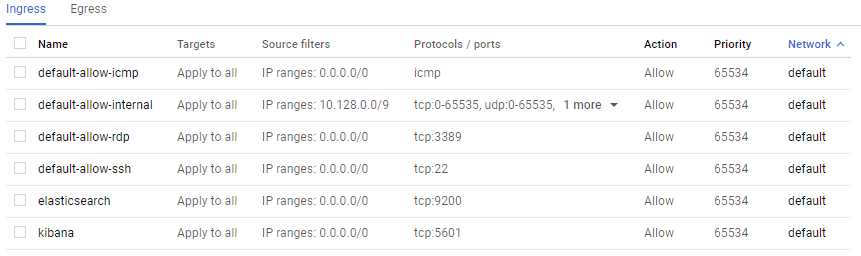 Ingress Egress
Name Targets Source filters Protocols / ports Action Priority Network
default-allow-icmp Apply to all IP ranges: 0.0.0.0/0 icmp Allow 65534 default
default-allow-internal Apply to all IP ranges: 10.128.0.0/9 tcp:0-65535, udp:0-65535, 1 more Allow 65534 default
default-allow-rdp Apply to all IP ranges: 0.0.0.0/0 tcp:3389 Allow 65534 default
default-allow-ssh Apply to all IP ranges: 0.0.0.0/0 tcp:22 Allow 65534 default
elasticsearch Apply to all IP ranges: 0.0.0.0/0 tcp:9200 Allow 65534 default
kibana Apply to all IP ranges: 0.0.0.0/0 tcp:5601 Allow 65534 default